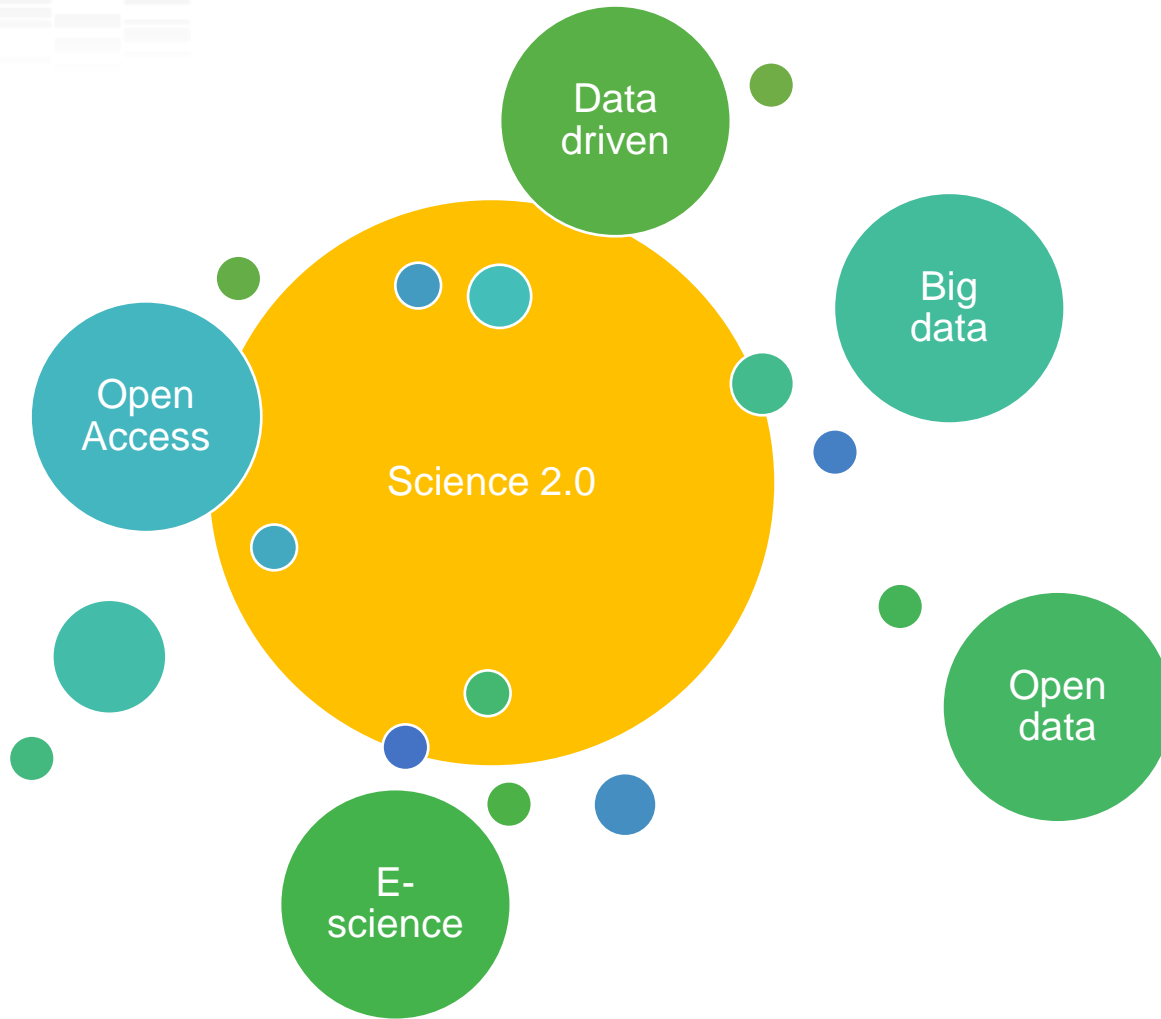 Data
driven
Big
data
Open
Access
Science 2.0
Open
data
E-
science